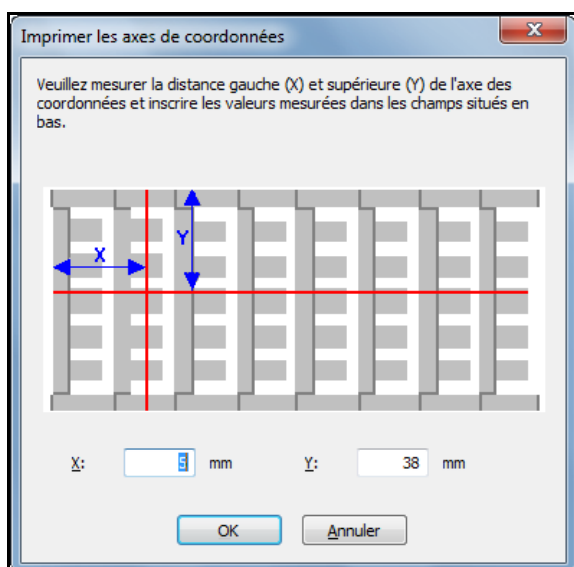 Imprimer les axes de coordonnées
Veuillez mesurer la distance gauche (X) et supérieure (Y) de l'axe des
coordonnées et inscrire les valeurs mesurées dans les champs situés en
bas.
Y
X
X: 5 mm Y: 38 mm
OK Annuler